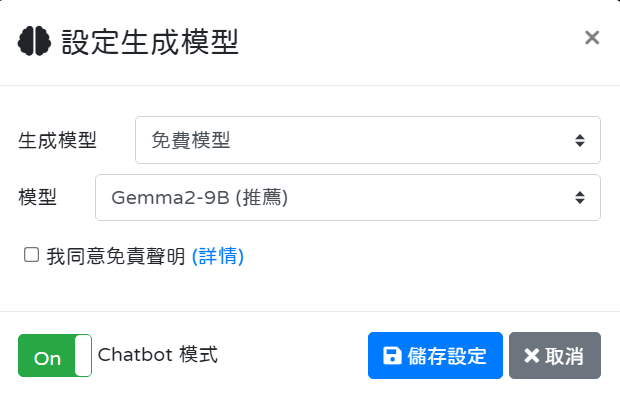 設定生成模型
×
生成模型 免費模型
模型 Gemma2-9B (推薦)
我同意免責聲明 (詳情)
On Chatbot 模式 儲存設定 取消